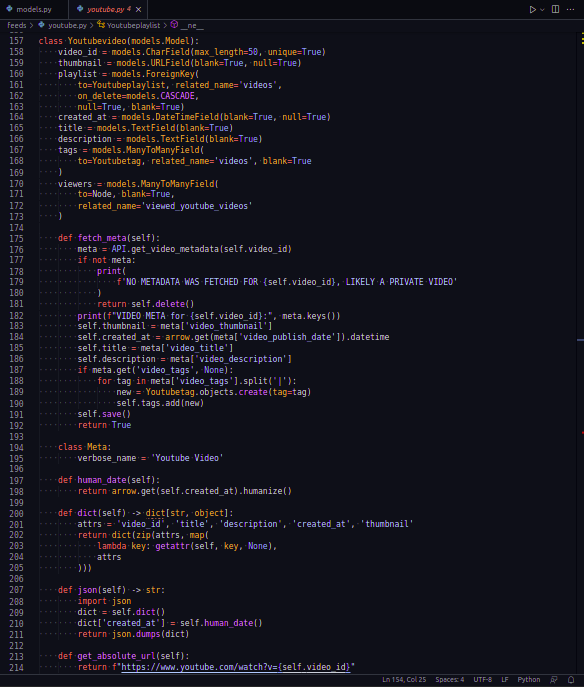 models.py
youtube.py 4 ×
feeds > youtube.py > Youtubeplaylist > __ne__
157 class Youtubevideo(models.Model):
158     video_id = models.CharField(max_length=50, unique=True)
159     thumbnail = models.URLField(blank=True, null=True)
160     playlist = models.ForeignKey(
161         to=Youtubeplaylist, related_name='videos',
162         on_delete=models.CASCADE,
163         null=True, blank=True)
164     created_at = models.DateTimeField(blank=True, null=True)
165     title = models.TextField(blank=True)
166     description = models.TextField(blank=True)
167     tags = models.ManyToManyField(
168         to=Youtubetag, related_name='videos', blank=True
169     )
170     viewers = models.ManyToManyField(
171         to=Node, blank=True,
172         related_name='viewed_youtube_videos'
173     )
174
175     def fetch_meta(self):
176         meta = API.get_video_metadata(self.video_id)
177         if not meta:
178             print(
179                 f'NO METADATA WAS FETCHED FOR {self.video_id}, LIKELY A PRIVATE VIDEO'
180             )
181             return self.delete()
182         print(f"VIDEO META for {self.video_id}:", meta.keys())
183         self.thumbnail = meta['video_thumbnail']
184         self.created_at = arrow.get(meta['video_publish_date']).datetime
185         self.title = meta['video_title']
186         self.description = meta['video_description']
187         if meta.get('video_tags', None):
188             for tag in meta['video_tags'].split('|'):
189                 new = Youtubetag.objects.create(tag=tag)
190                 self.tags.add(new)
191         self.save()
192         return True
193
194     class Meta:
195         verbose_name = 'Youtube Video'
196
197     def human_date(self):
198         return arrow.get(self.created_at).humanize()
199
200     def dict(self) -> dict[str, object]:
201         attrs = 'video_id', 'title', 'description', 'created_at', 'thumbnail'
202         return dict(zip(attrs, map(
203             lambda key: getattr(self, key, None),
204             attrs
205         )))
206
207     def json(self) -> str:
208         import json
209         dict = self.dict()
210         dict['created_at'] = self.human_date()
211         return json.dumps(dict)
212
213     def get_absolute_url(self):
214         return f"https://www.youtube.com/watch?v={self.video_id}"
Ln 154, Col 25 Spaces: 4 UTF-8 LF Python